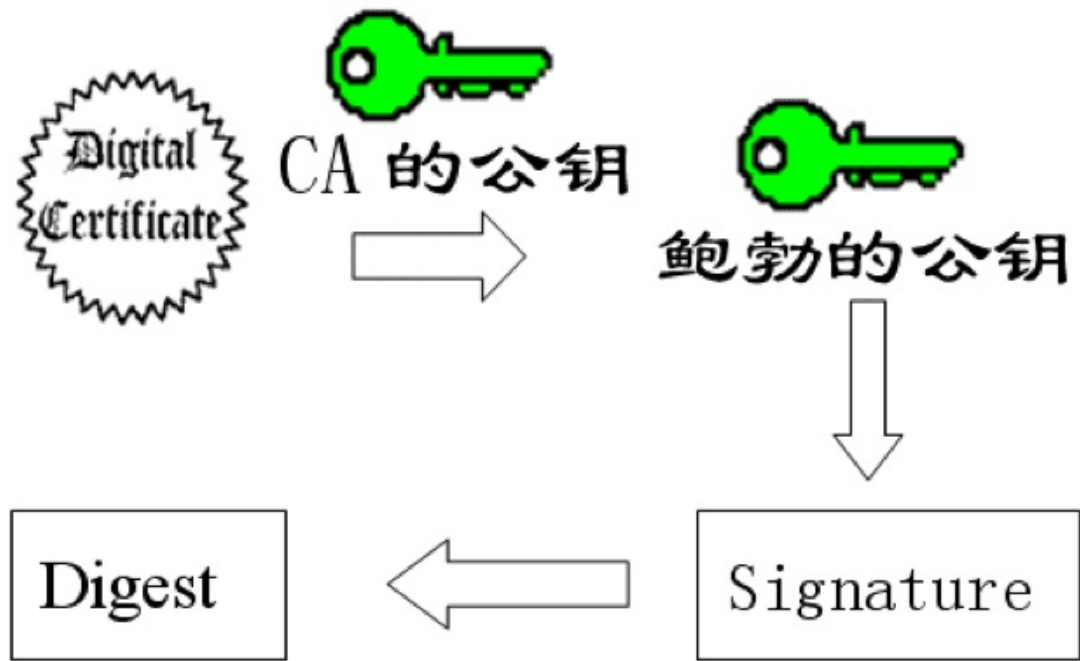 Digital
Certificate
CA 的公钥
鲍勃的公钥
Digest
Signature